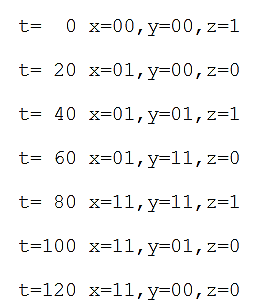 t=  0 x=00,y=00,z=1
t= 20 x=01,y=00,z=0
t= 40 x=01,y=01,z=1
t= 60 x=01,y=11,z=0
t= 80 x=11,y=11,z=1
t=100 x=11,y=01,z=0
t=120 x=11,y=00,z=0